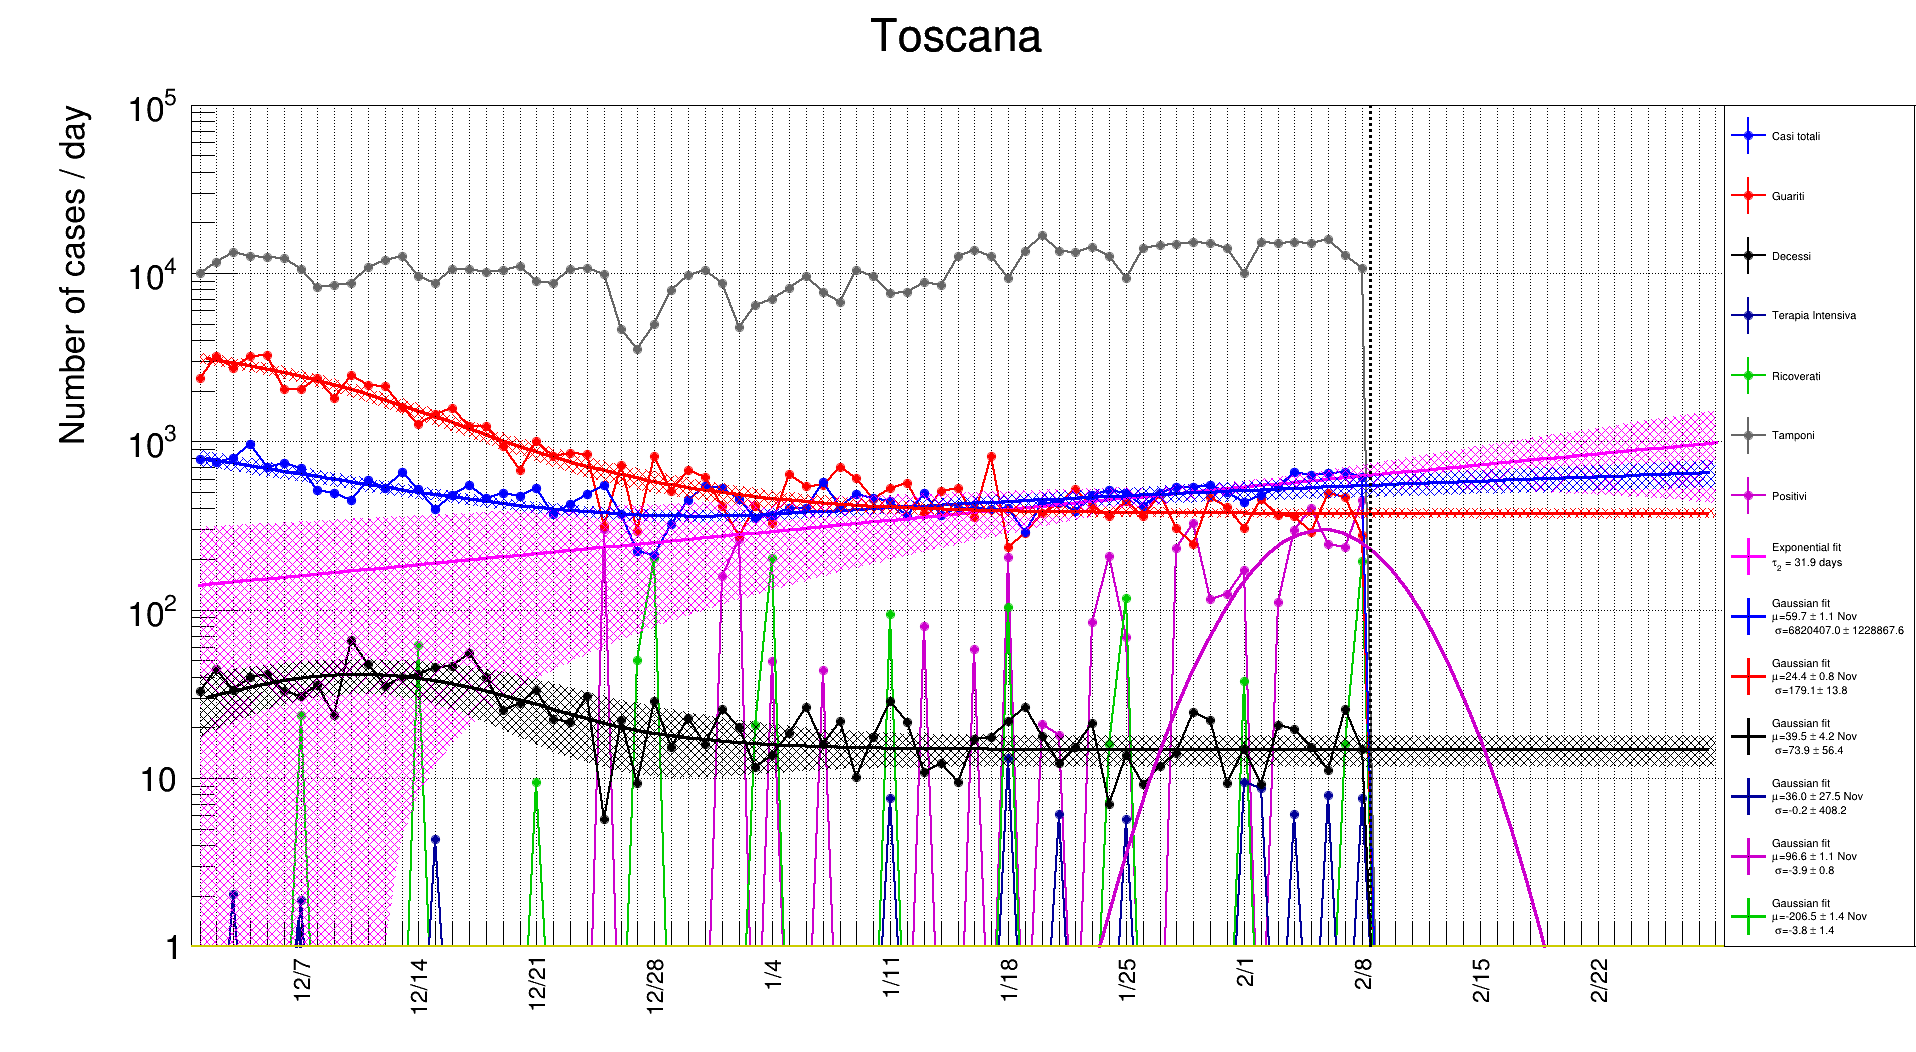 Toscana
Number of cases / day
10^5
10^4
10^3
10^2
10
1
12/7
12/14
12/21
12/28
1/4
1/11
1/18
1/25
2/1
2/8
2/15
2/22
Casi totali
Guariti
Decessi
Terapia Intensiva
Ricoverati
Tamponi
Positivi
Exponential fit
τ_2 = 31.9 days
Gaussian fit
μ=59.7 ± 1.1 Nov
σ=6820407.0 ± 1228867.6
Gaussian fit
μ=24.4 ± 0.8 Nov
σ=179.1 ± 13.8
Gaussian fit
μ=39.5 ± 4.2 Nov
σ=73.9 ± 56.4
Gaussian fit
μ=36.0 ± 27.5 Nov
σ=-0.2 ± 408.2
Gaussian fit
μ=96.6 ± 1.1 Nov
σ=-3.9 ± 0.8
Gaussian fit
μ=-206.5 ± 1.4 Nov
σ=-3.8 ± 1.4